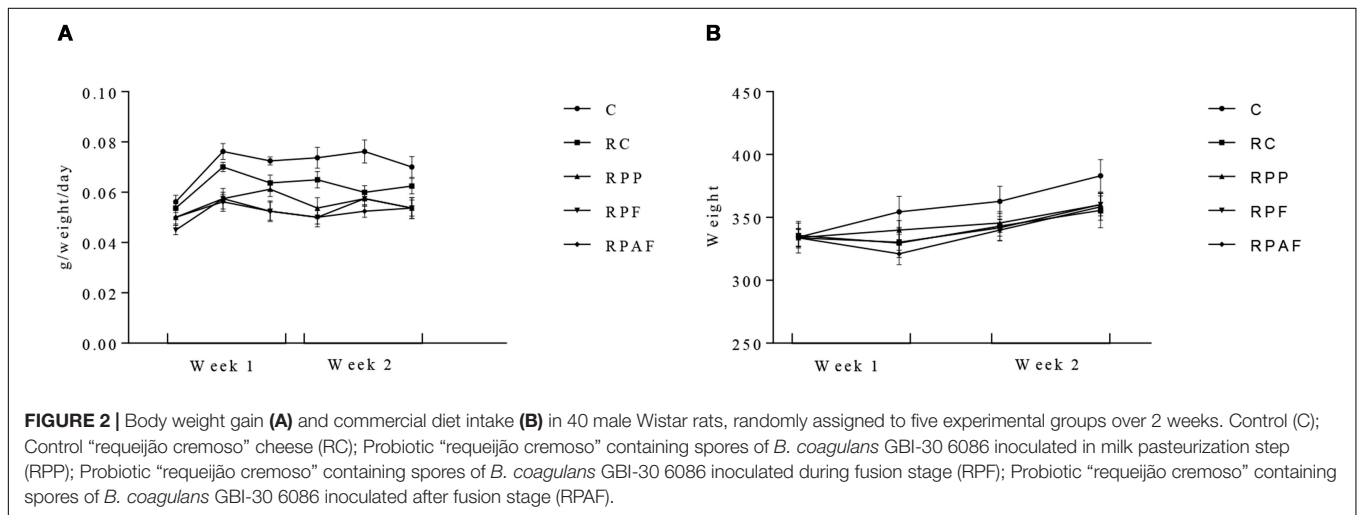 A
B
0.10
0.08
0.06
0.04
0.02
0.00
g/weight/day
Week 1
Week 2
C
RC
RPP
RPF
RPAF
450
400
350
300
250
Weight
Week 1
Week 2
C
RC
RPP
RPF
RPAF
FIGURE 2 | Body weight gain (A) and commercial diet intake (B) in 40 male Wistar rats, randomly assigned to five experimental groups over 2 weeks. Control (C);
Control “requeijão cremoso” cheese (RC); Probiotic “requeijão cremoso” containing spores of B. coagulans GBI-30 6086 inoculated in milk pasteurization step
(RPP); Probiotic “requeijão cremoso” containing spores of B. coagulans GBI-30 6086 inoculated during fusion stage (RPF); Probiotic “requeijão cremoso” containing
spores of B. coagulans GBI-30 6086 inoculated after fusion stage (RPAF).